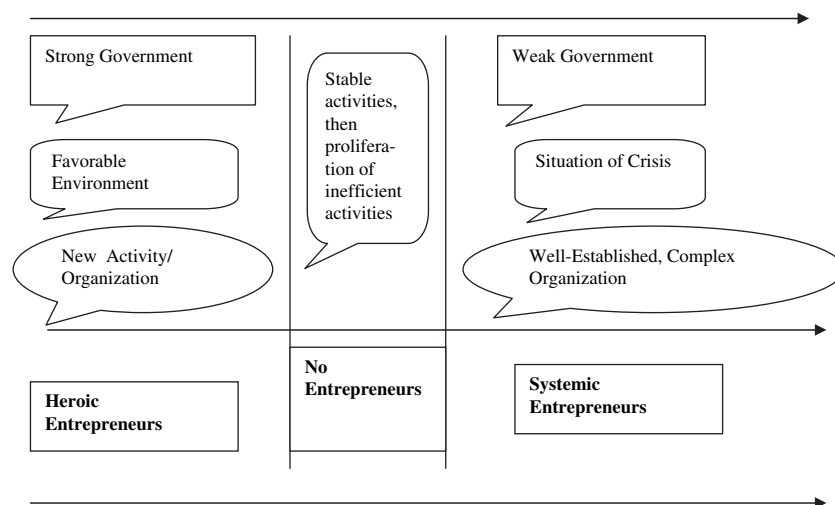 Strong Government
Favorable
Environment
New Activity/
Organization
Stable
activities,
then
prolifera-
tion of
inefficient
activities
Weak Government
Situation of Crisis
Well-Established, Complex
Organization
Heroic
Entrepreneurs
No
Entrepreneurs
Systemic
Entrepreneurs